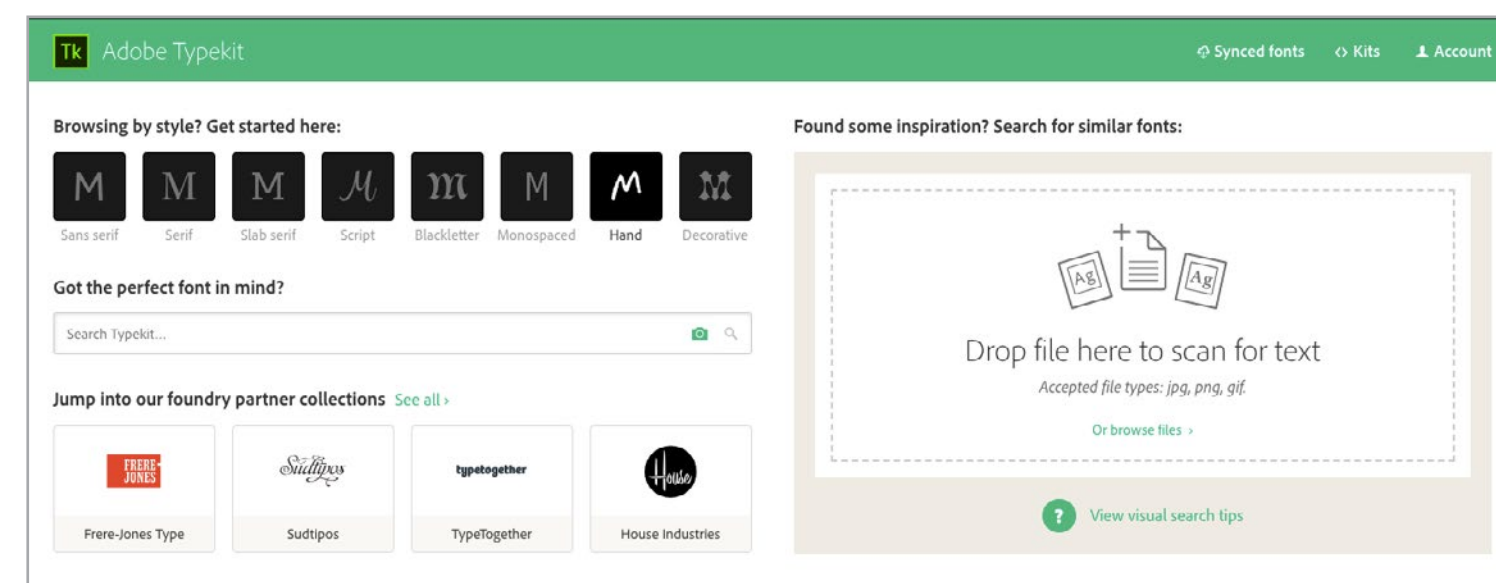 Tk Adobe Typekit
Synced fonts Kits Account
Browsing by style? Get started here:
M M M M M M M M
Sans serif Serif Slab serif Script Blackletter Monospaced Hand Decorative
Got the perfect font in mind?
Search Typekit...
Jump into our foundry partner collections See all ›
FRERE-
JONES
Sudtipos
typetogether
House
Frere-Jones Type Sudtipos TypeTogether House Industries
Found some inspiration? Search for similar fonts:
Ag Ag
Drop file here to scan for text
Accepted file types: jpg, png, gif.
Or browse files ›
? View visual search tips